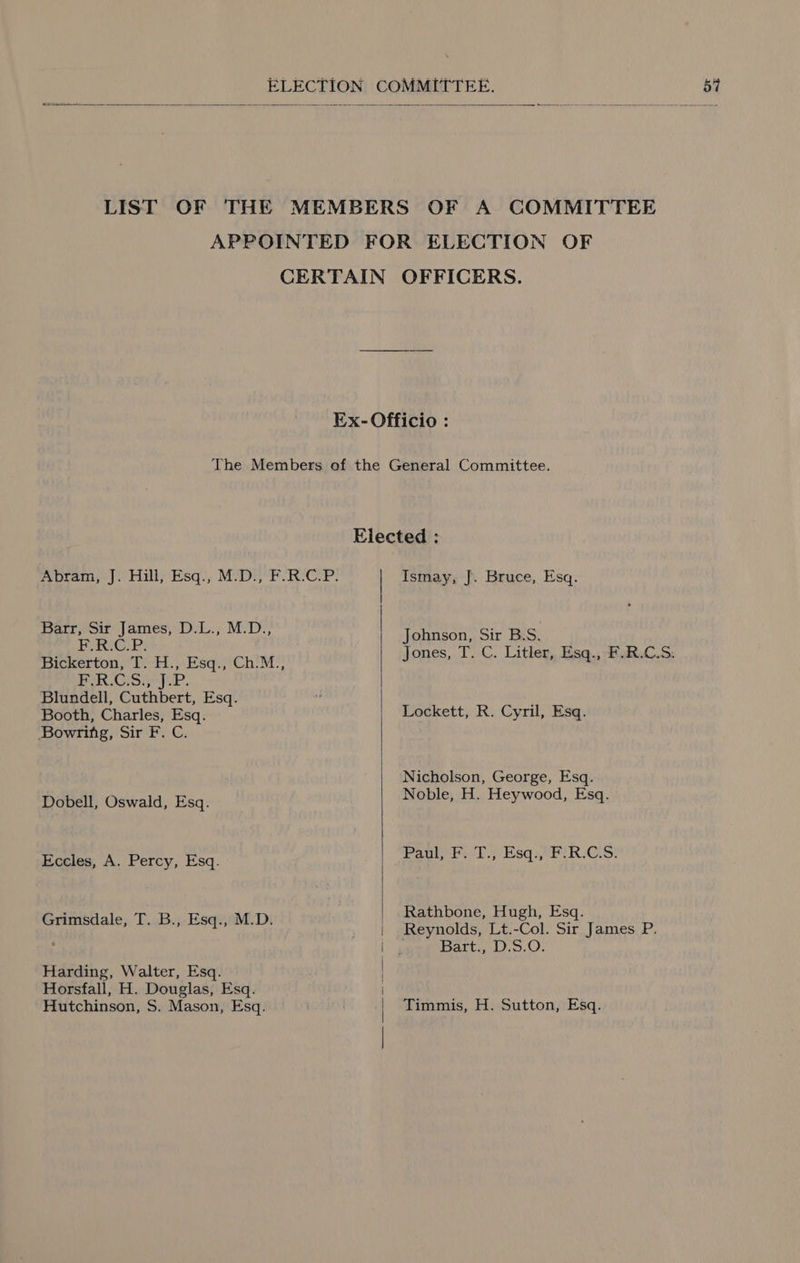 ELECTION COMMITTEE. 57
LIST OF THE MEMBERS OF A COMMITTEE
APPOINTED FOR ELECTION OF
CERTAIN OFFICERS.
Ex-Officio :
The Members of the General Committee.
Elected :
Abram, J. Hill, Esq., M.D., F.R.C.P.
Barr, Sir James, D.L., M.D.,
F.R.C.P.
Bickerton, T. H., Esq., Ch.M.,
F.R.C.S., J.P.
Blundell, Cuthbert, Esq.
Booth, Charles, Esq.
Bowring, Sir F. C.
Dobell, Oswald, Esq.
Eccles, A. Percy, Esq.
Grimsdale, T. B., Esq., M.D.
Harding, Walter, Esq.
Horsfall, H. Douglas, Esq.
Hutchinson, S. Mason, Esq.
Ismay, J. Bruce, Esq.
Johnson, Sir B.S.
Jones, T. C. Litler, Esq., F.R.C.S.
Lockett, R. Cyril, Esq.
Nicholson, George, Esq.
Noble, H. Heywood, Esq.
Paul, F. T., Esq., F.R.C.S.
Rathbone, Hugh, Esq.
Reynolds, Lt.-Col. Sir James P.
Bart., D.S.O.
Timmis, H. Sutton, Esq.